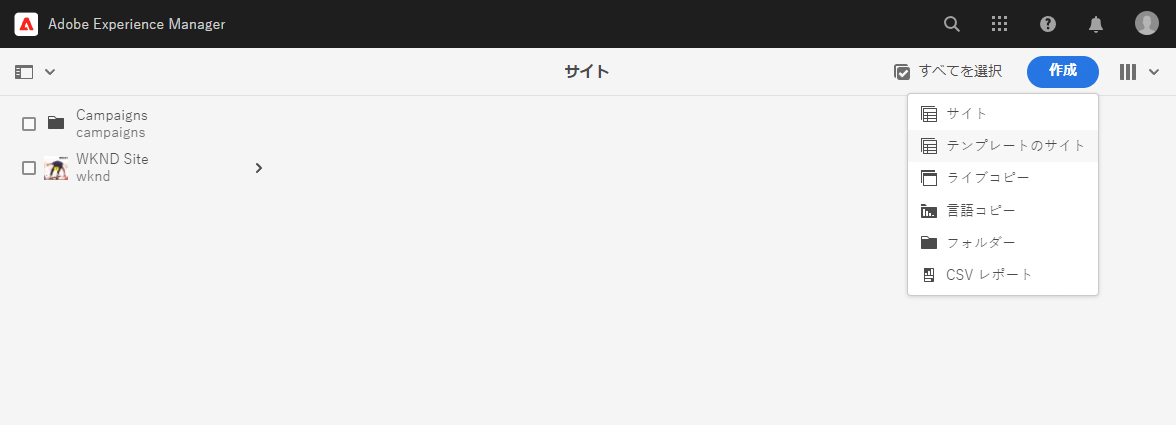 Adobe Experience Manager
サイト
すべてを選択
作成
Campaigns
campaigns
WKND Site
wknd
サイト
テンプレートのサイト
ライブコピー
言語コピー
フォルダー
CSV レポート